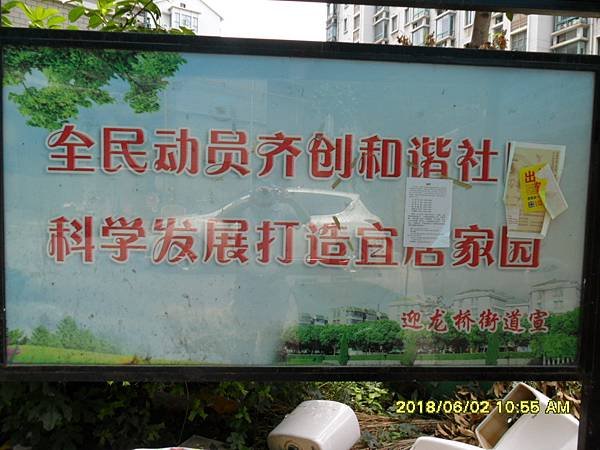 全民动员齐创和谐社
科学发展打造宜居家园
迎龙桥街道宣
出
2018/06/02 10:55 AM